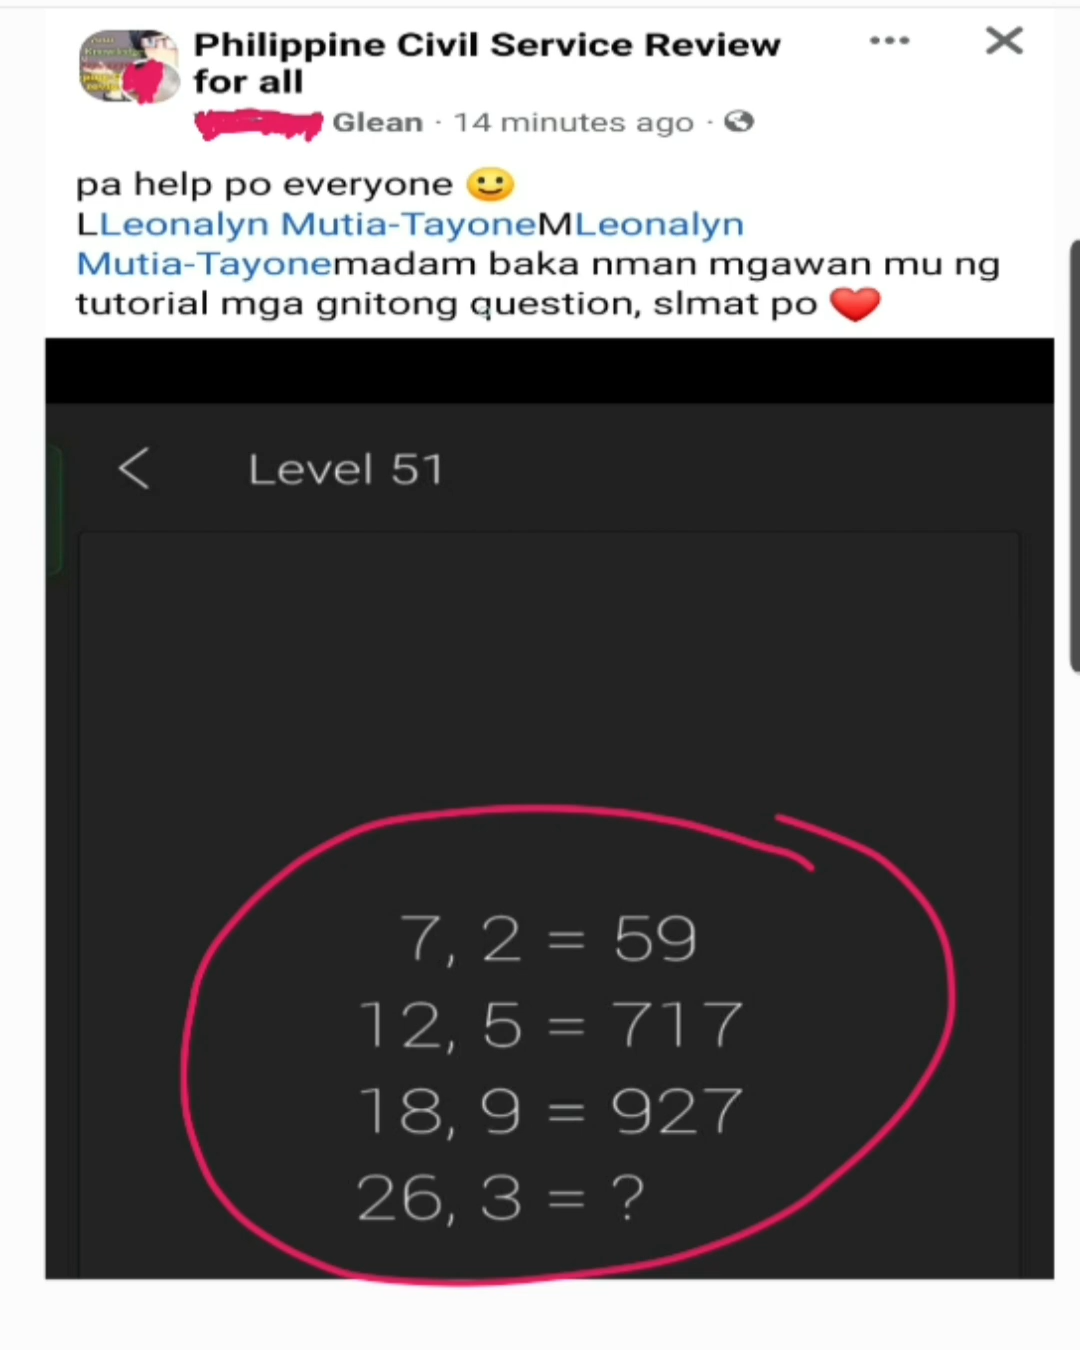 Philippine Civil Service Review
for all
Glean · 14 minutes ago ·
pa help po everyone 🙂
LLeonalyn Mutia-TayoneMLeonalyn
Mutia-Tayonemadam baka nman mgawan mu ng
tutorial mga gnitong question, slmat po ❤️
< Level 51
7, 2 = 59
12, 5 = 717
18, 9 = 927
26, 3 = ?